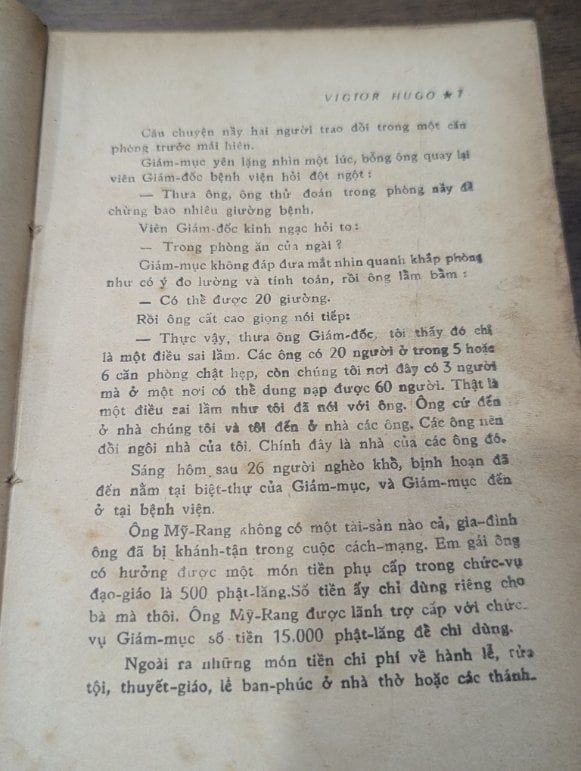 VICTOR HUGO ★ 7
Câu chuyện nầy hai người trao đồi trong một căn
phòng trước mái hiên.
Giám-mục yên lặng nhìn một lúc, bỗng ông quay lại
viên Giám-đốc bệnh viện hỏi đột ngột :
— Thưa ông, ông thử đoán trong phòng nầy để
chừng bao nhiêu giường bệnh.
Viên Giám-đốc kinh ngạc hỏi to :
— Trong phòng ăn của ngài ?
Giám-mục không đáp đưa mắt nhìn quanh khắp phòng
như có ý đo lường và tính toán, rồi ông lầm bầm :
— Có thể được 20 giường.
Rồi ông cất cao giọng nói tiếp:
— Thực vậy, thưa ông Giám-đốc, tôi thấy đó chỉ
là một điều sai lầm. Các ông có 20 người ở trong 5 hoặc
6 căn phòng chật hẹp, còn chúng tôi nơi đây có 3 người
mà ở một nơi có thể dung nạp được 60 người. Thật là
một điều sai lầm như tôi đã nói với ông. Ông cứ đến
ở nhà chúng tôi và tôi đến ở nhà các ông. Các ông nên
đổi ngôi nhà của tôi. Chính đây là nhà của các ông đó.
Sáng hôm sau 26 người nghèo khổ, bịnh hoạn đã
đến nằm tại biệt-thự của Giám-mục, và Giám-mục đến
ở tại bệnh viện.
Ông Mỹ-Rang không có một tài-sản nào cả, gia-đình
ông đã bị khánh-tận trong cuộc cách-mạng. Em gái ông
có hưởng được một món tiền phụ cấp trong chức-vụ
đạo-giáo là 500 phật-lăng.Số tiền ấy chỉ dùng riêng cho
bà mà thôi. Ông Mỹ-Rang được lãnh trợ cấp với chức-
vụ Giám-mục số tiền 15.000 phật-lăng để chi dùng.
Ngoài ra những món tiền chi phí về hành lễ, rửa
tội, thuyết-giáo, lễ ban-phúc ở nhà thờ hoặc các thánh-